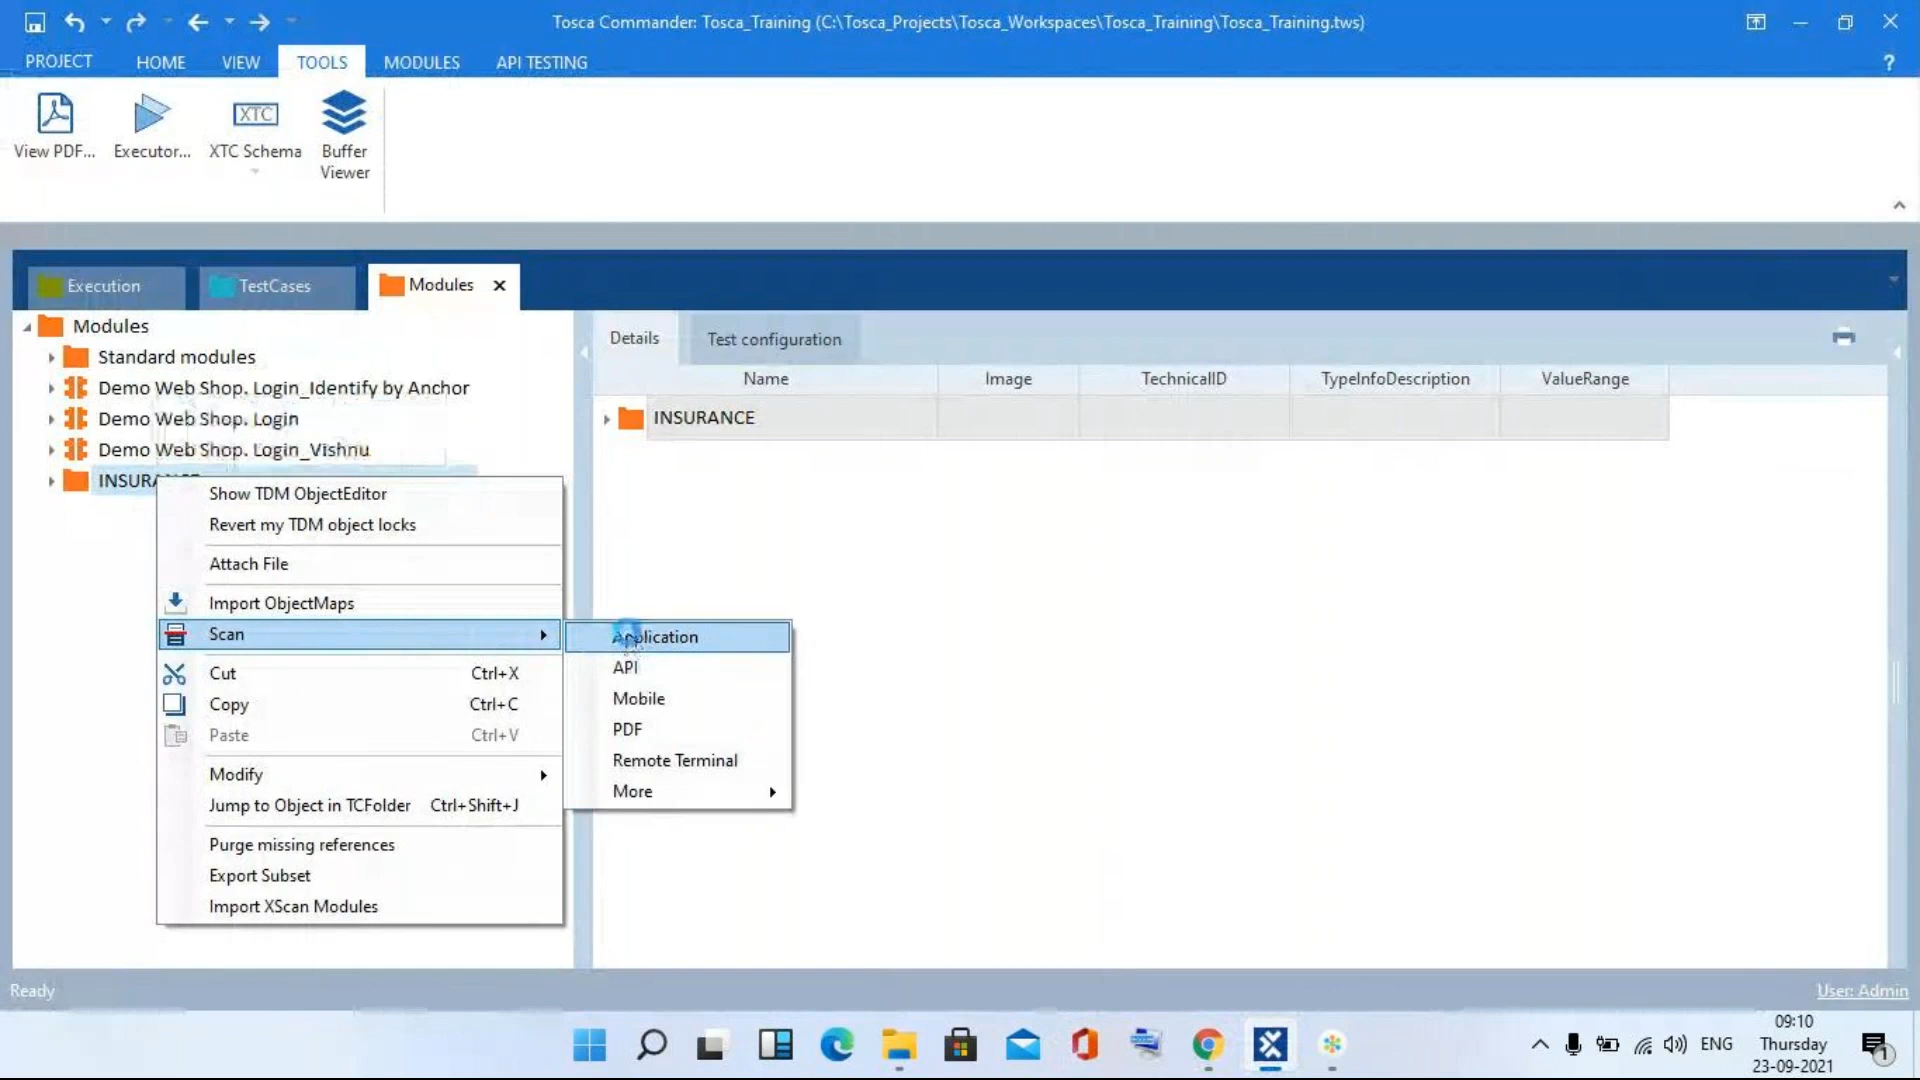 Tosca Commander: Tosca_Training (C:\Tosca_Projects\Tosca_Workspaces\Tosca_Training\Tosca_Training.tws)
PROJECT HOME VIEW TOOLS MODULES API TESTING ?
XTC
View PDF... Executor... XTC Schema Buffer Viewer
Execution TestCases Modules
Modules
Standard modules
Demo Web Shop. Login_Identify by Anchor
Demo Web Shop. Login
Demo Web Shop. Login_Vishnu
INSURANCE
Details Test configuration
Name Image TechnicalID TypeInfoDescription ValueRange
INSURANCE
Show TDM ObjectEditor
Revert my TDM object locks
Attach File
Import ObjectMaps
Scan
Cut Ctrl+X
Copy Ctrl+C
Paste Ctrl+V
Modify
Jump to Object in TCFolder Ctrl+Shift+J
Purge missing references
Export Subset
Import XScan Modules
Application
API
Mobile
PDF
Remote Terminal
More
Ready
User: Admin
ENG
09:10
Thursday
23-09-2021
1